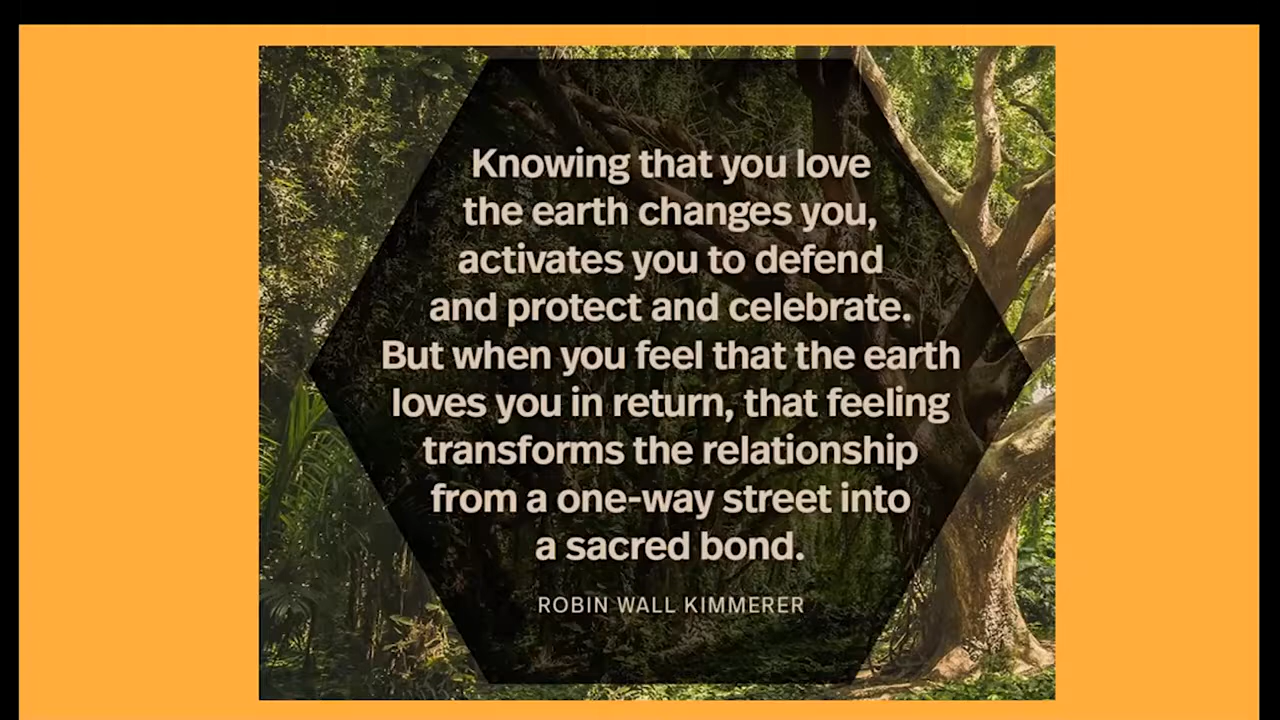 Knowing that you love
the earth changes you,
activates you to defend
and protect and celebrate.
But when you feel that the earth
loves you in return, that feeling
transforms the relationship
from a one-way street into
a sacred bond.
ROBIN WALL KIMMERER